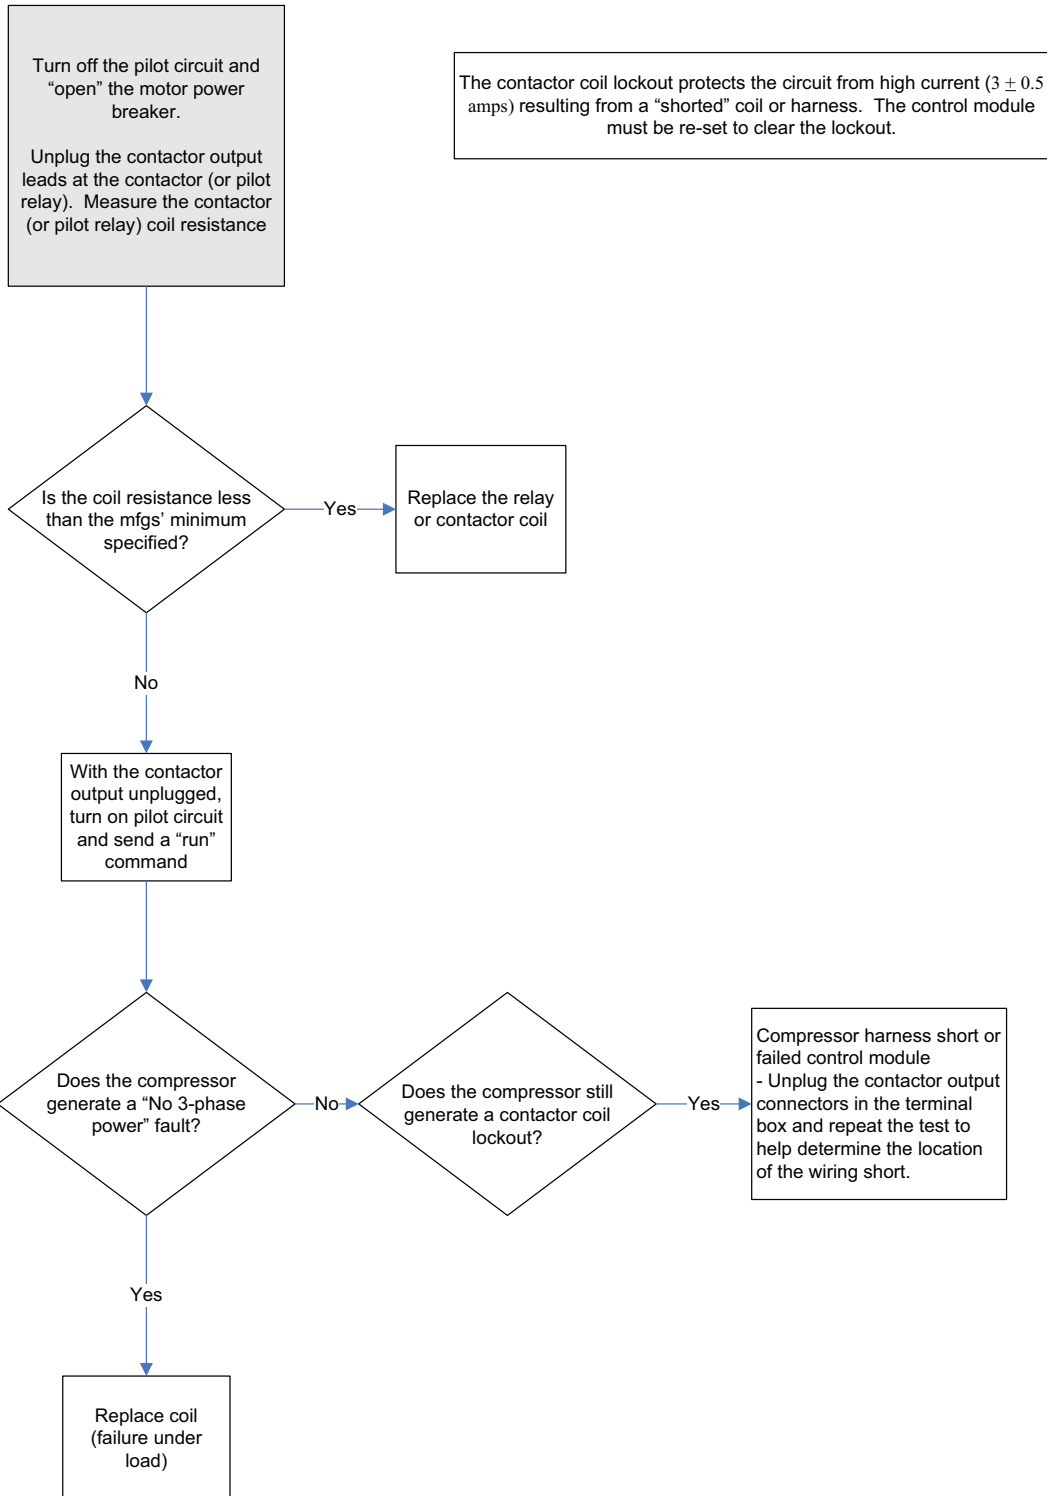 Turn off the pilot circuit and
“open” the motor power
breaker.
Unplug the contactor output
leads at the contactor (or pilot
relay).  Measure the contactor
(or pilot relay) coil resistance
The contactor coil lockout protects the circuit from high current (3 ± 0.5
amps) resulting from a “shorted” coil or harness.  The control module
must be re-set to clear the lockout.
Is the coil resistance less
than the mfgs’ minimum
specified?
Yes
Replace the relay
or contactor coil
No
With the contactor
output unplugged,
turn on pilot circuit
and send a “run”
command
Does the compressor
generate a “No 3-phase
power” fault?
No
Does the compressor still
generate a contactor coil
lockout?
Yes
Compressor harness short or
failed control module
- Unplug the contactor output
connectors in the terminal
box and repeat the test to
help determine the location
of the wiring short.
Yes
Replace coil
(failure under
load)